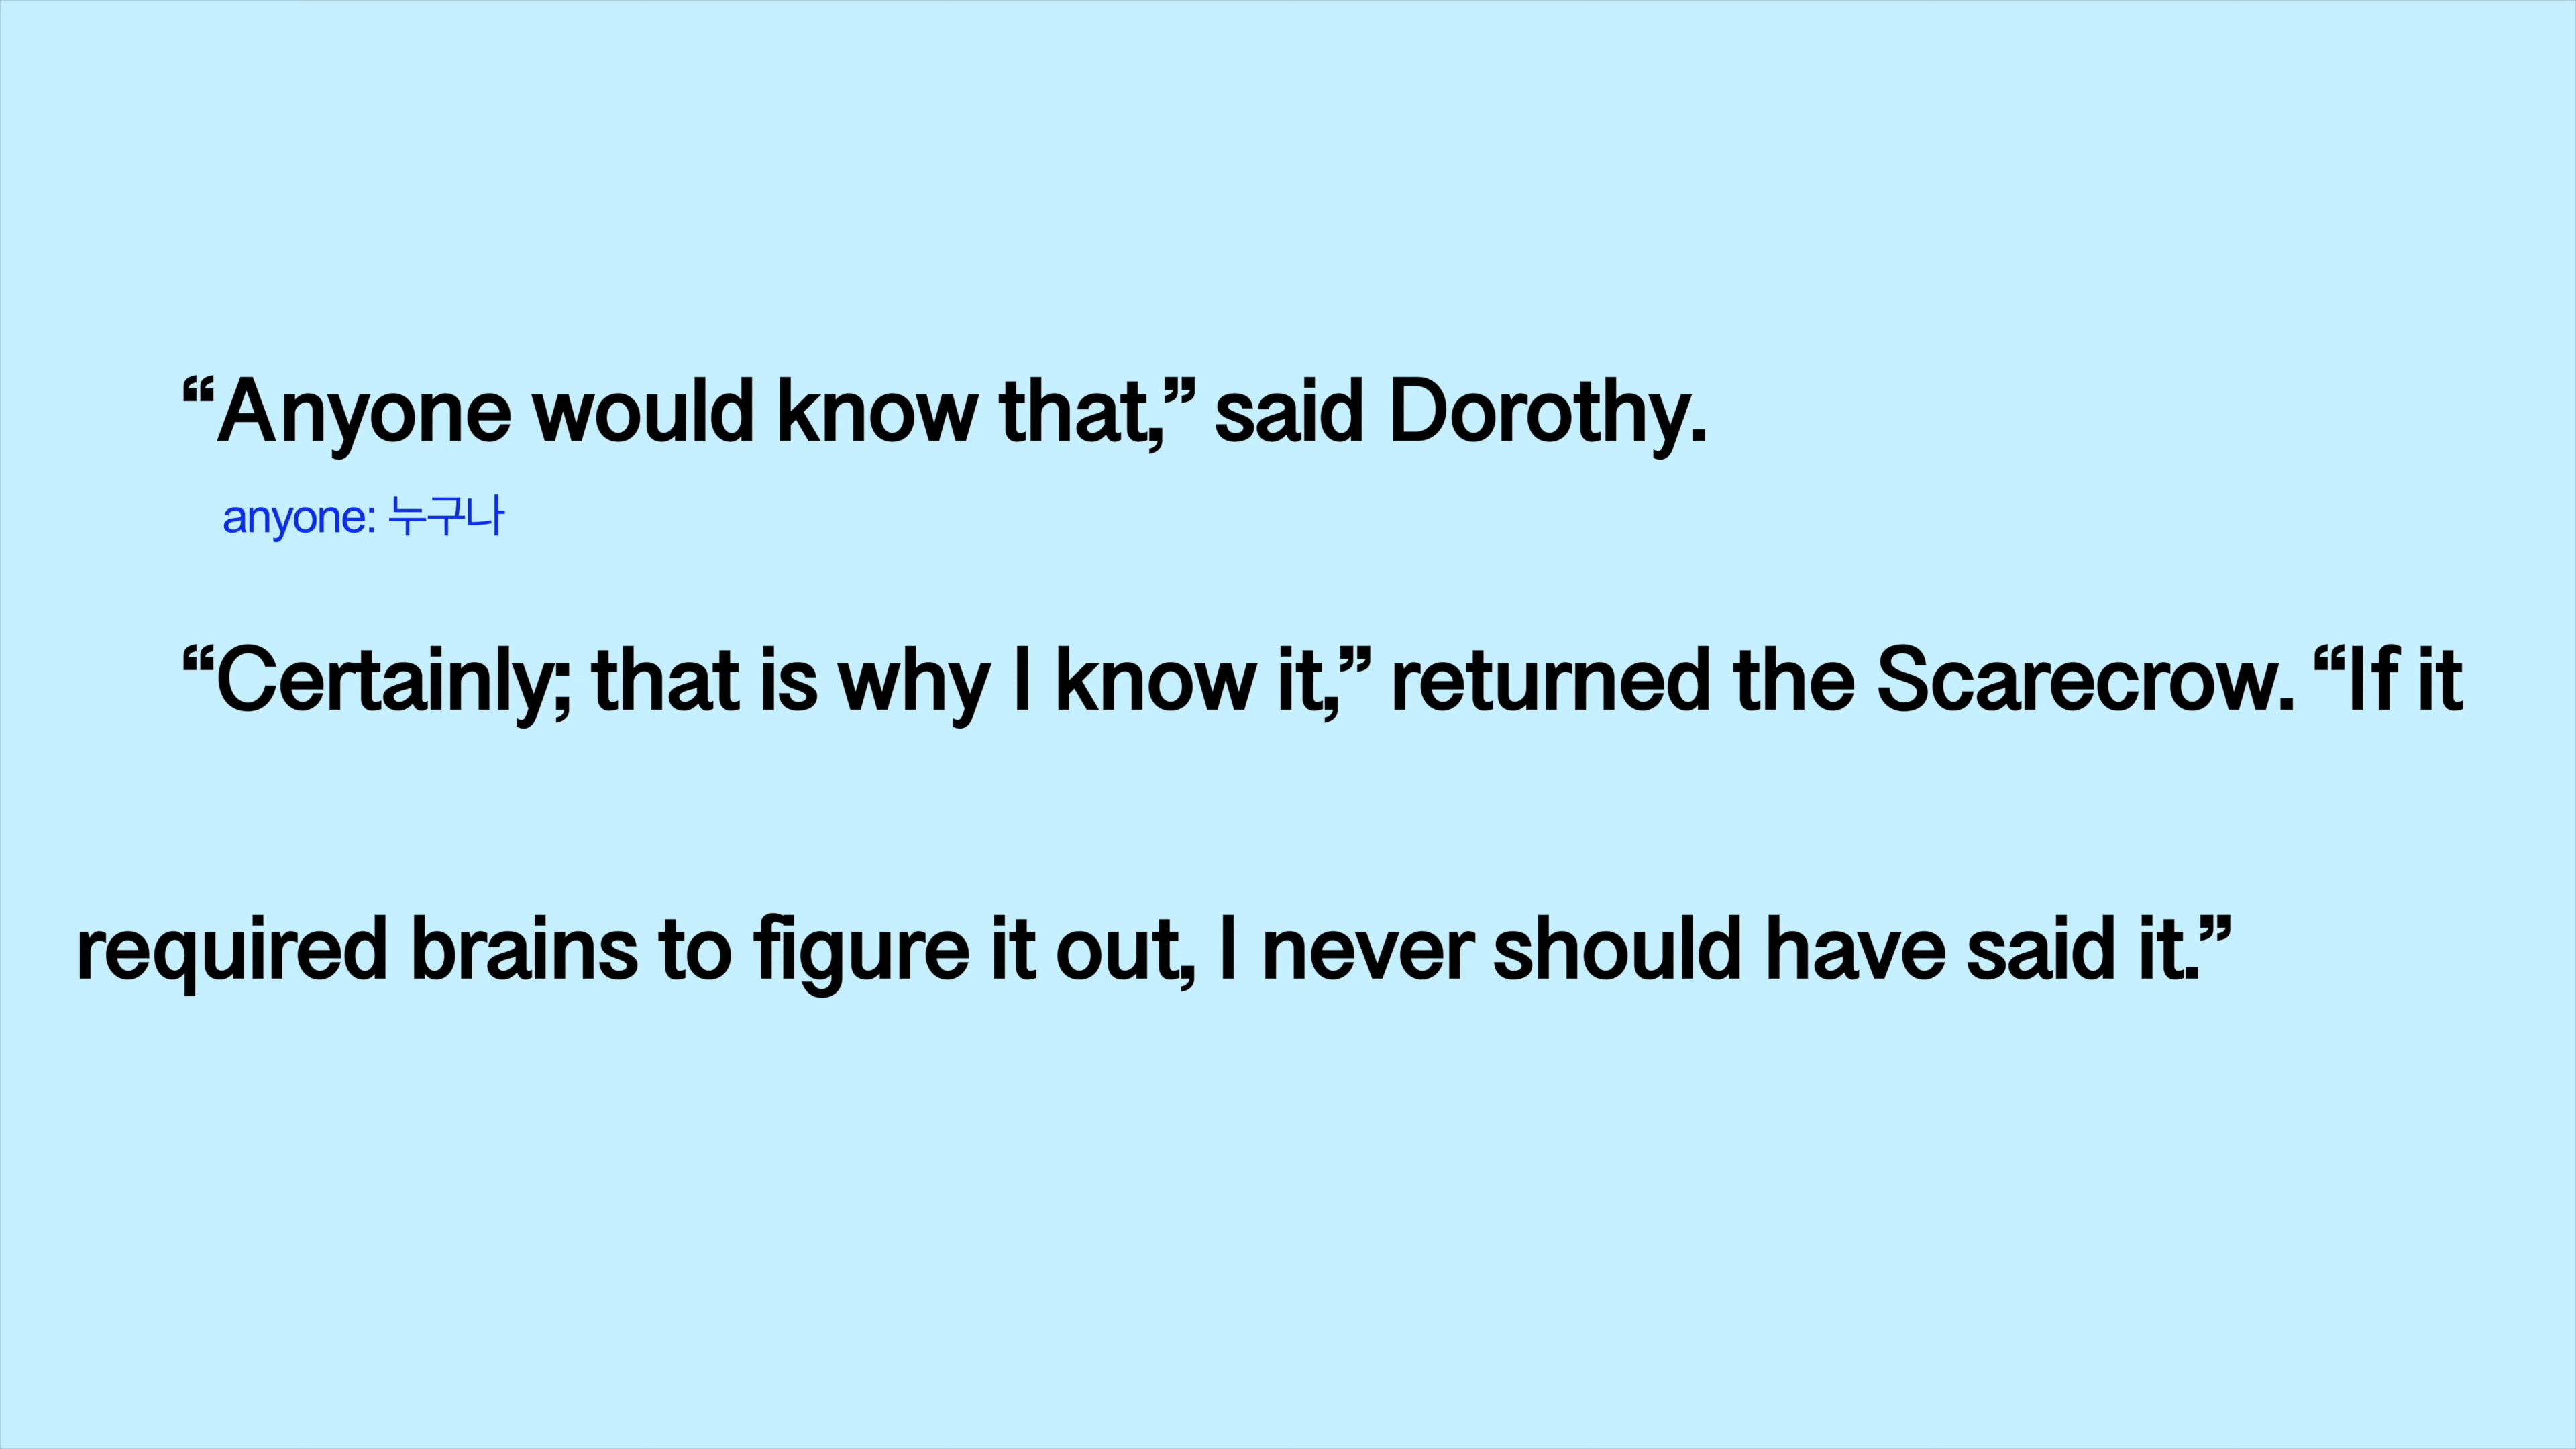 “Anyone would know that,” said Dorothy.
anyone: 누구나
“Certainly; that is why I know it,” returned the Scarecrow. “If it
required brains to figure it out, I never should have said it.”